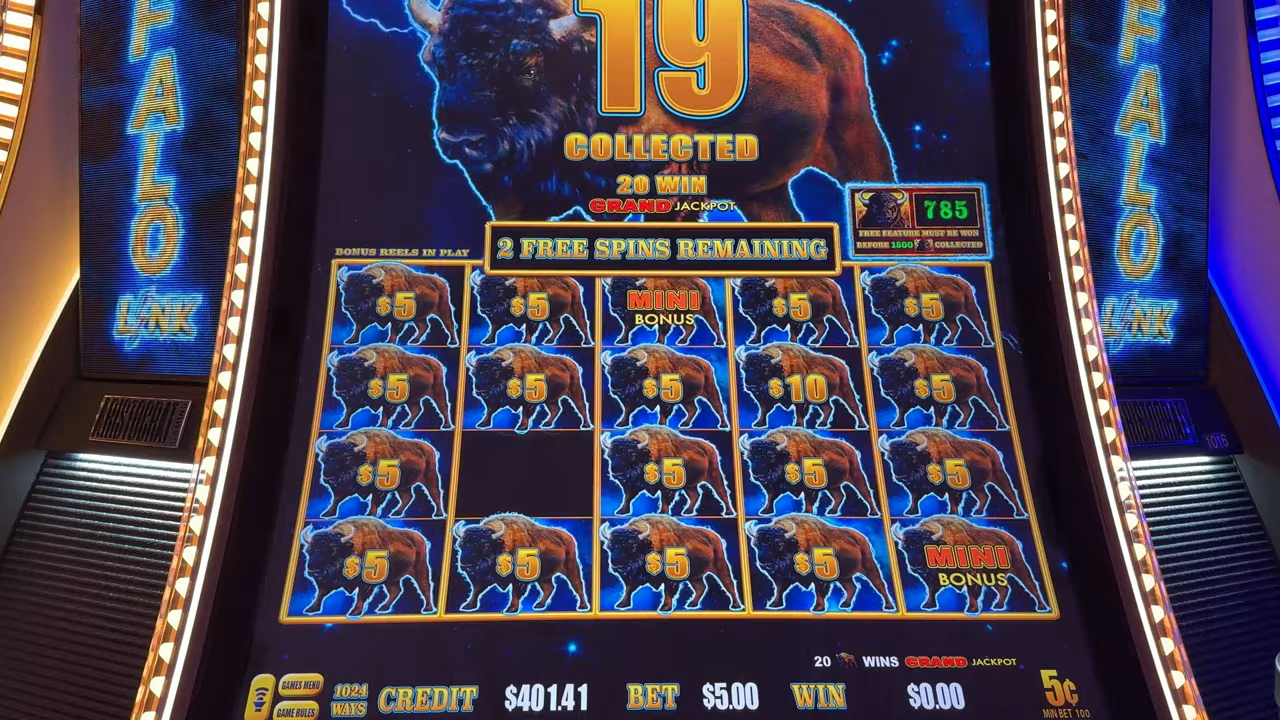 FALO
LINK
19
COLLECTED
20 WIN
GRAND JACKPOT
785
FREE FEATURE MUST BE WON
BEFORE 1800 COLLECTED
BONUS REELS IN PLAY
2 FREE SPINS REMAINING
$5 $5 MINI BONUS $5 $5
$5 $5 $5 $10 $5
$5 $5 $5 $5
$5 $5 $5 $5 MINI BONUS
20 WINS GRAND JACKPOT
GAMES MENU
GAME RULES
1024 WAYS
CREDIT $401.41 BET $5.00 WIN $0.00
5¢
MIN BET 100
FALO
LINK
1016